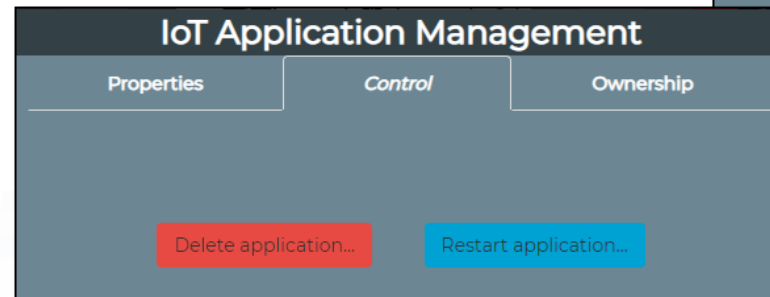 IoT Application Management
Properties Control Ownership
Delete application... Restart application...